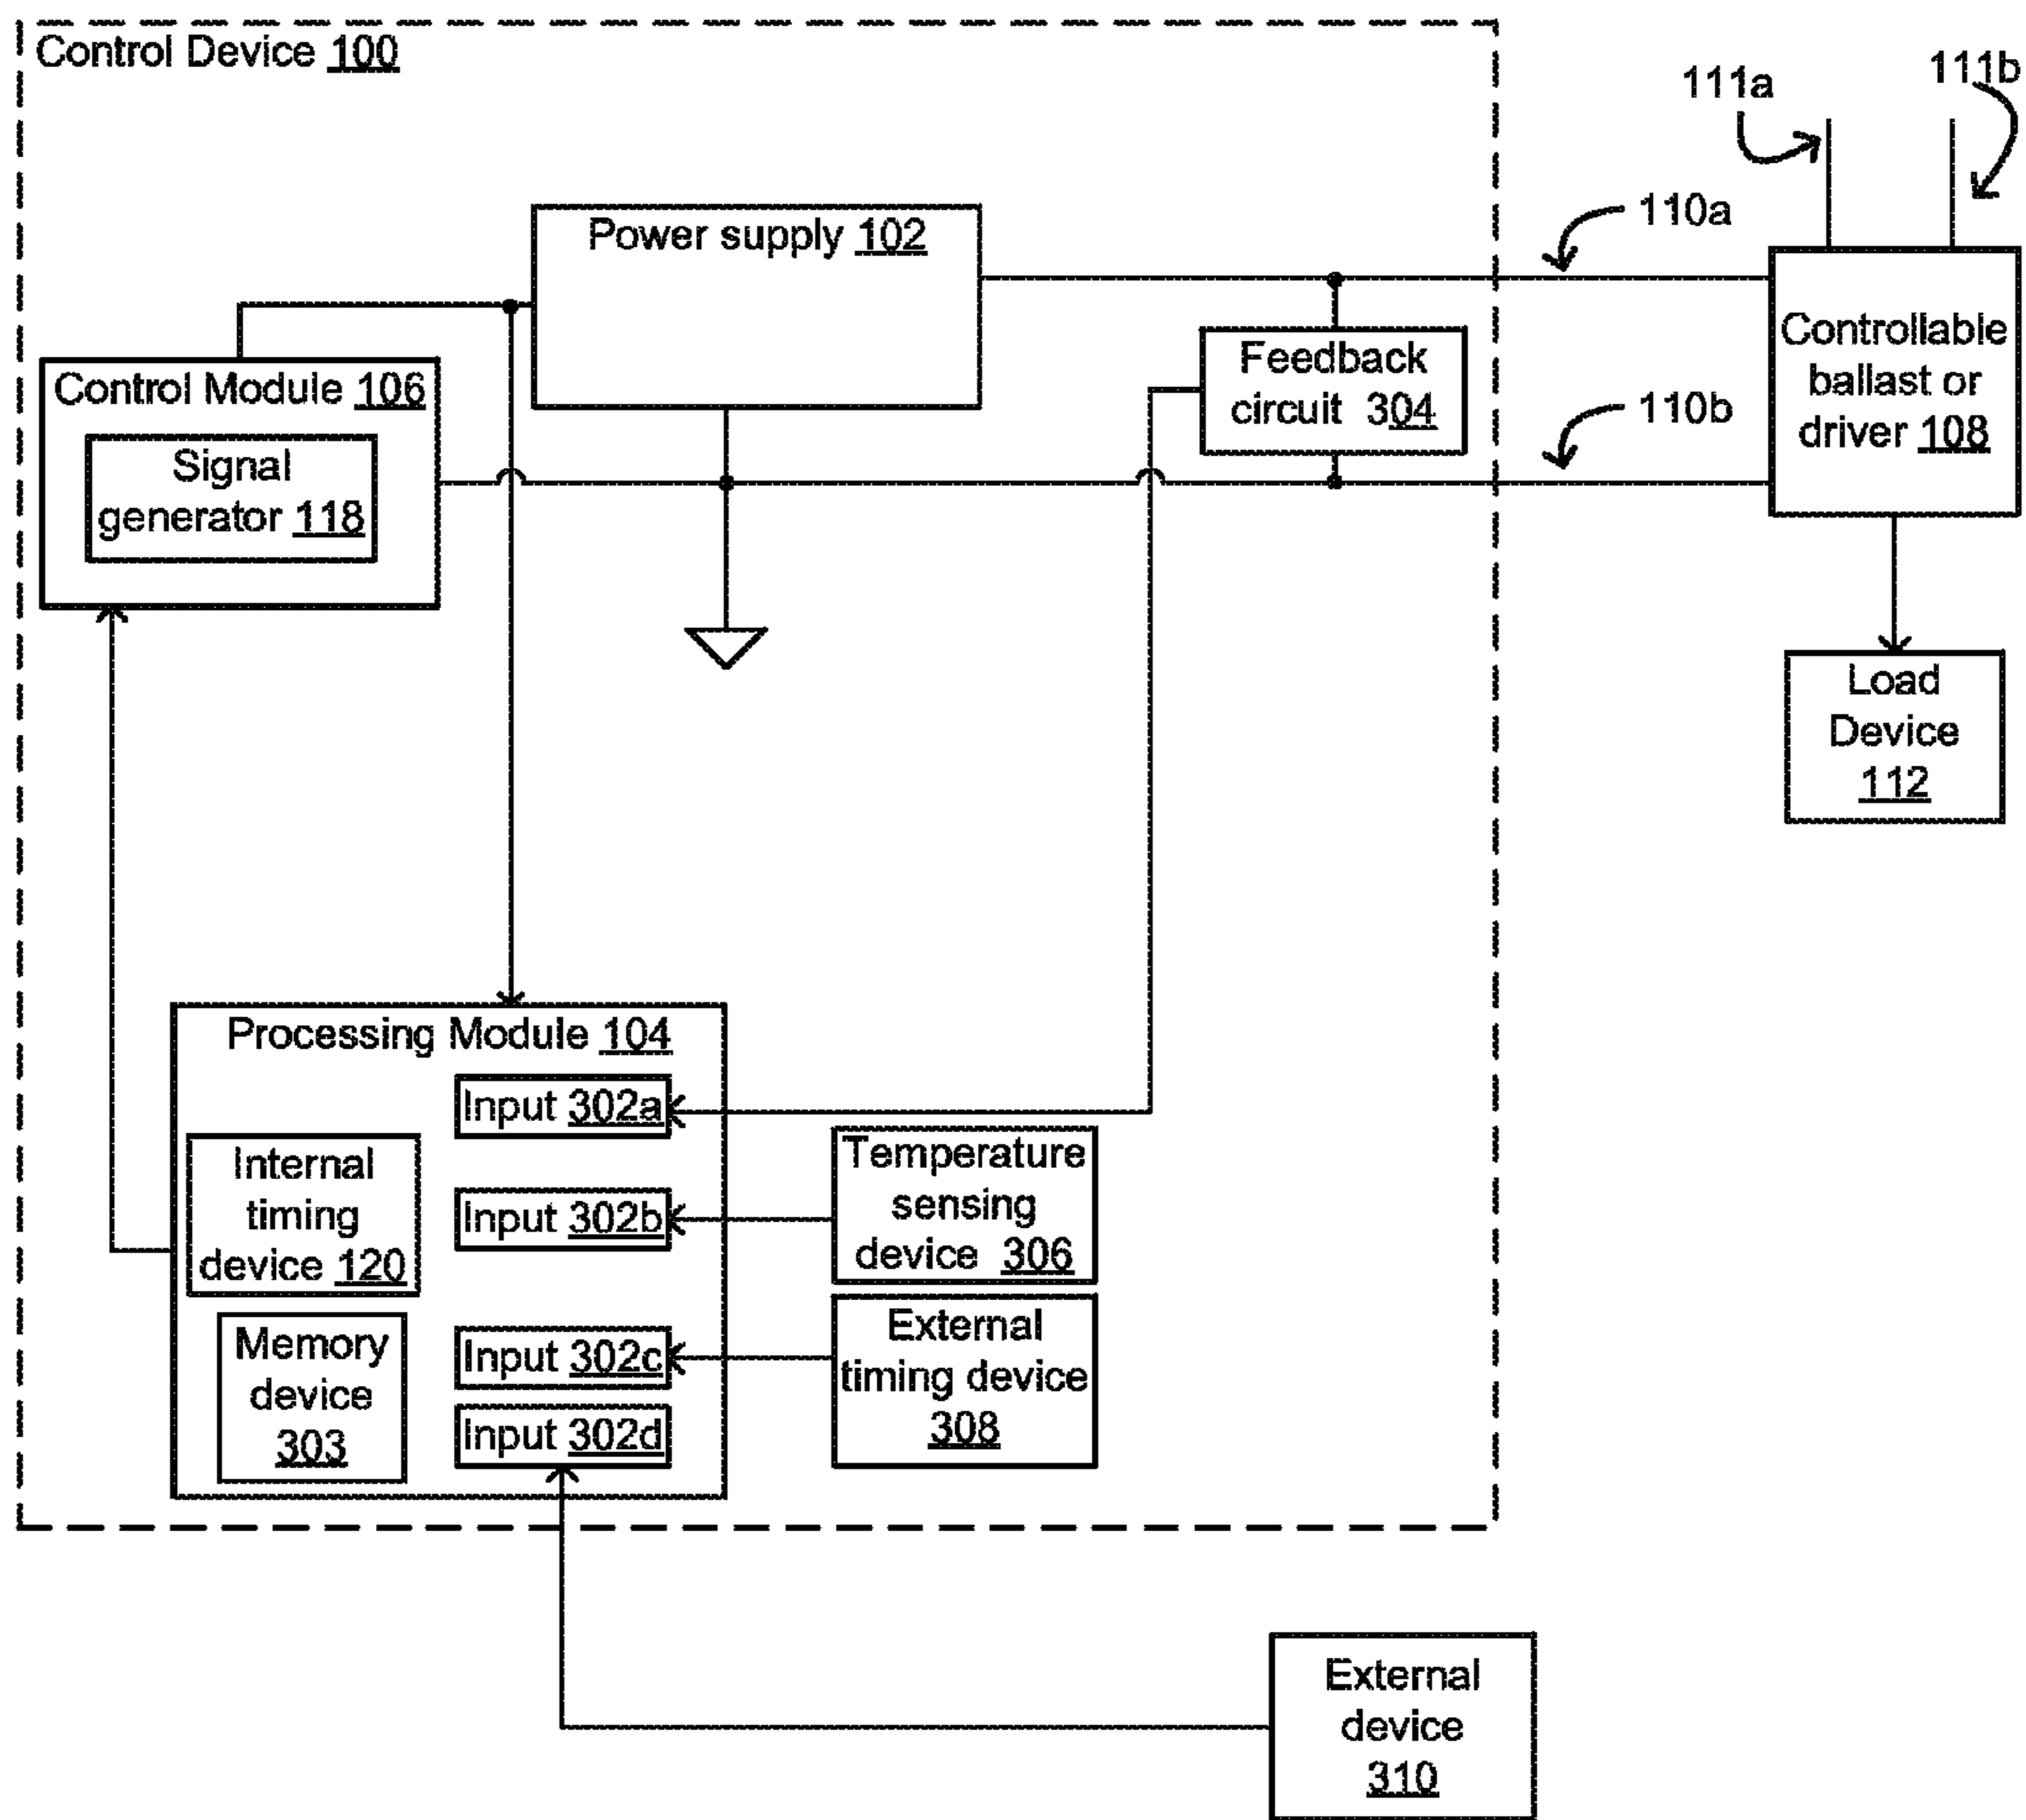 Control Device 100
111a
111b
110a
Power supply 102
Controllable
ballast or
driver 108
Feedback
circuit 304
110b
Control Module 106
Signal
generator 118
Load
Device
112
Processing Module 104
Input 302a
Internal
timing
device 120
Input 302b
Temperature
sensing
device 306
Memory
device
303
Input 302c
Input 302d
External
timing device
308
External
device
310